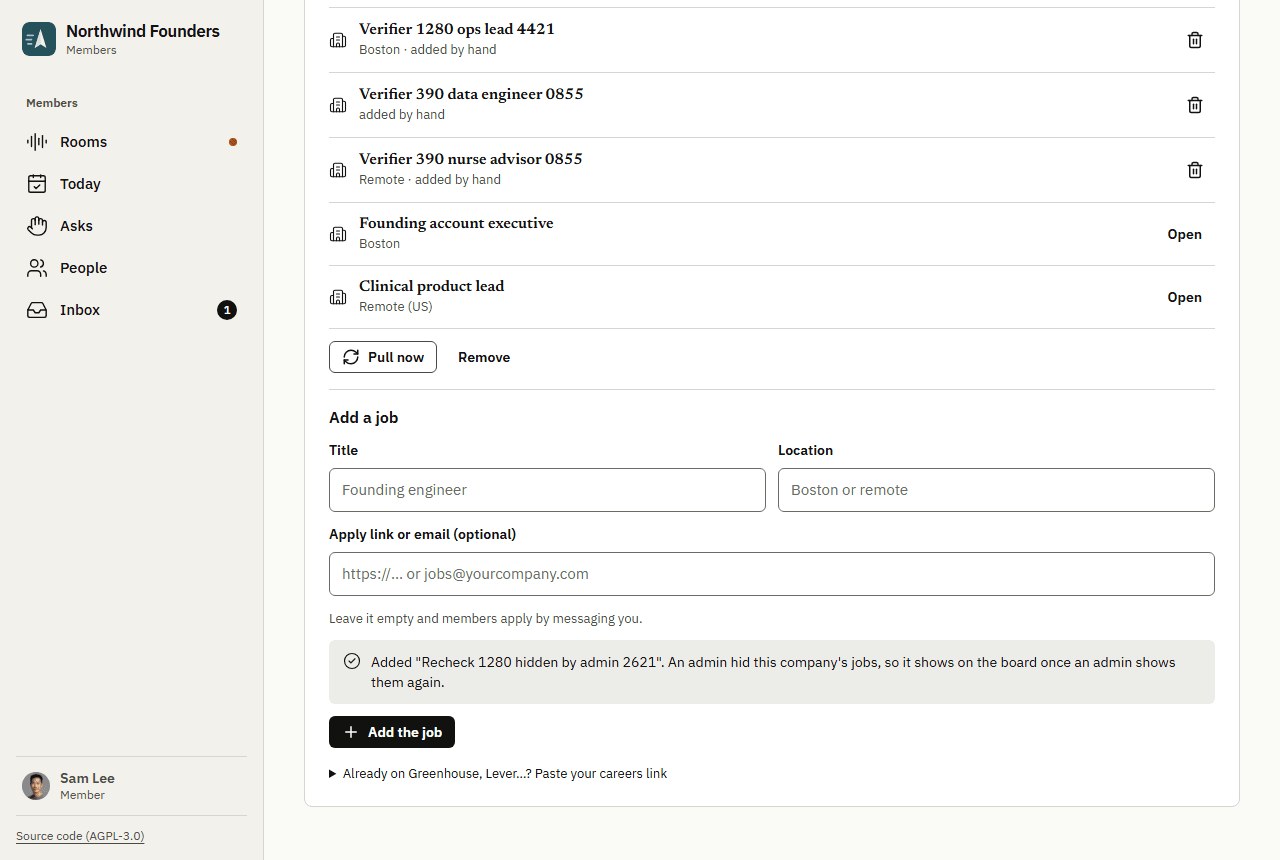 Northwind Founders
Members
Members
Rooms
Today
Asks
People
Inbox
1
Sam Lee
Member
Source code (AGPL-3.0)
Verifier 1280 ops lead 4421
Boston · added by hand
Verifier 390 data engineer 0855
added by hand
Verifier 390 nurse advisor 0855
Remote · added by hand
Founding account executive
Boston
Open
Clinical product lead
Remote (US)
Open
Pull now
Remove
Add a job
Title
Location
Founding engineer
Boston or remote
Apply link or email (optional)
https://... or jobs@yourcompany.com
Leave it empty and members apply by messaging you.
Added "Recheck 1280 hidden by admin 2621". An admin hid this company's jobs, so it shows on the board once an admin shows
them again.
Add the job
Already on Greenhouse, Lever...? Paste your careers link